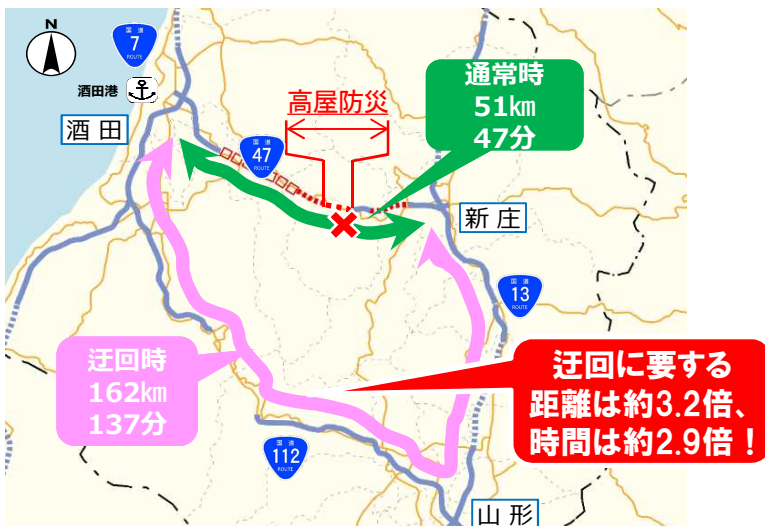 N
国道
7
ROUTE
酒田港
酒田
高屋防災
通常時
51㎞
47分
国道
47
ROUTE
新庄
国道
13
ROUTE
迂回時
162㎞
137分
迂回に要する
距離は約3.2倍、
時間は約2.9倍！
国道
112
ROUTE
山形